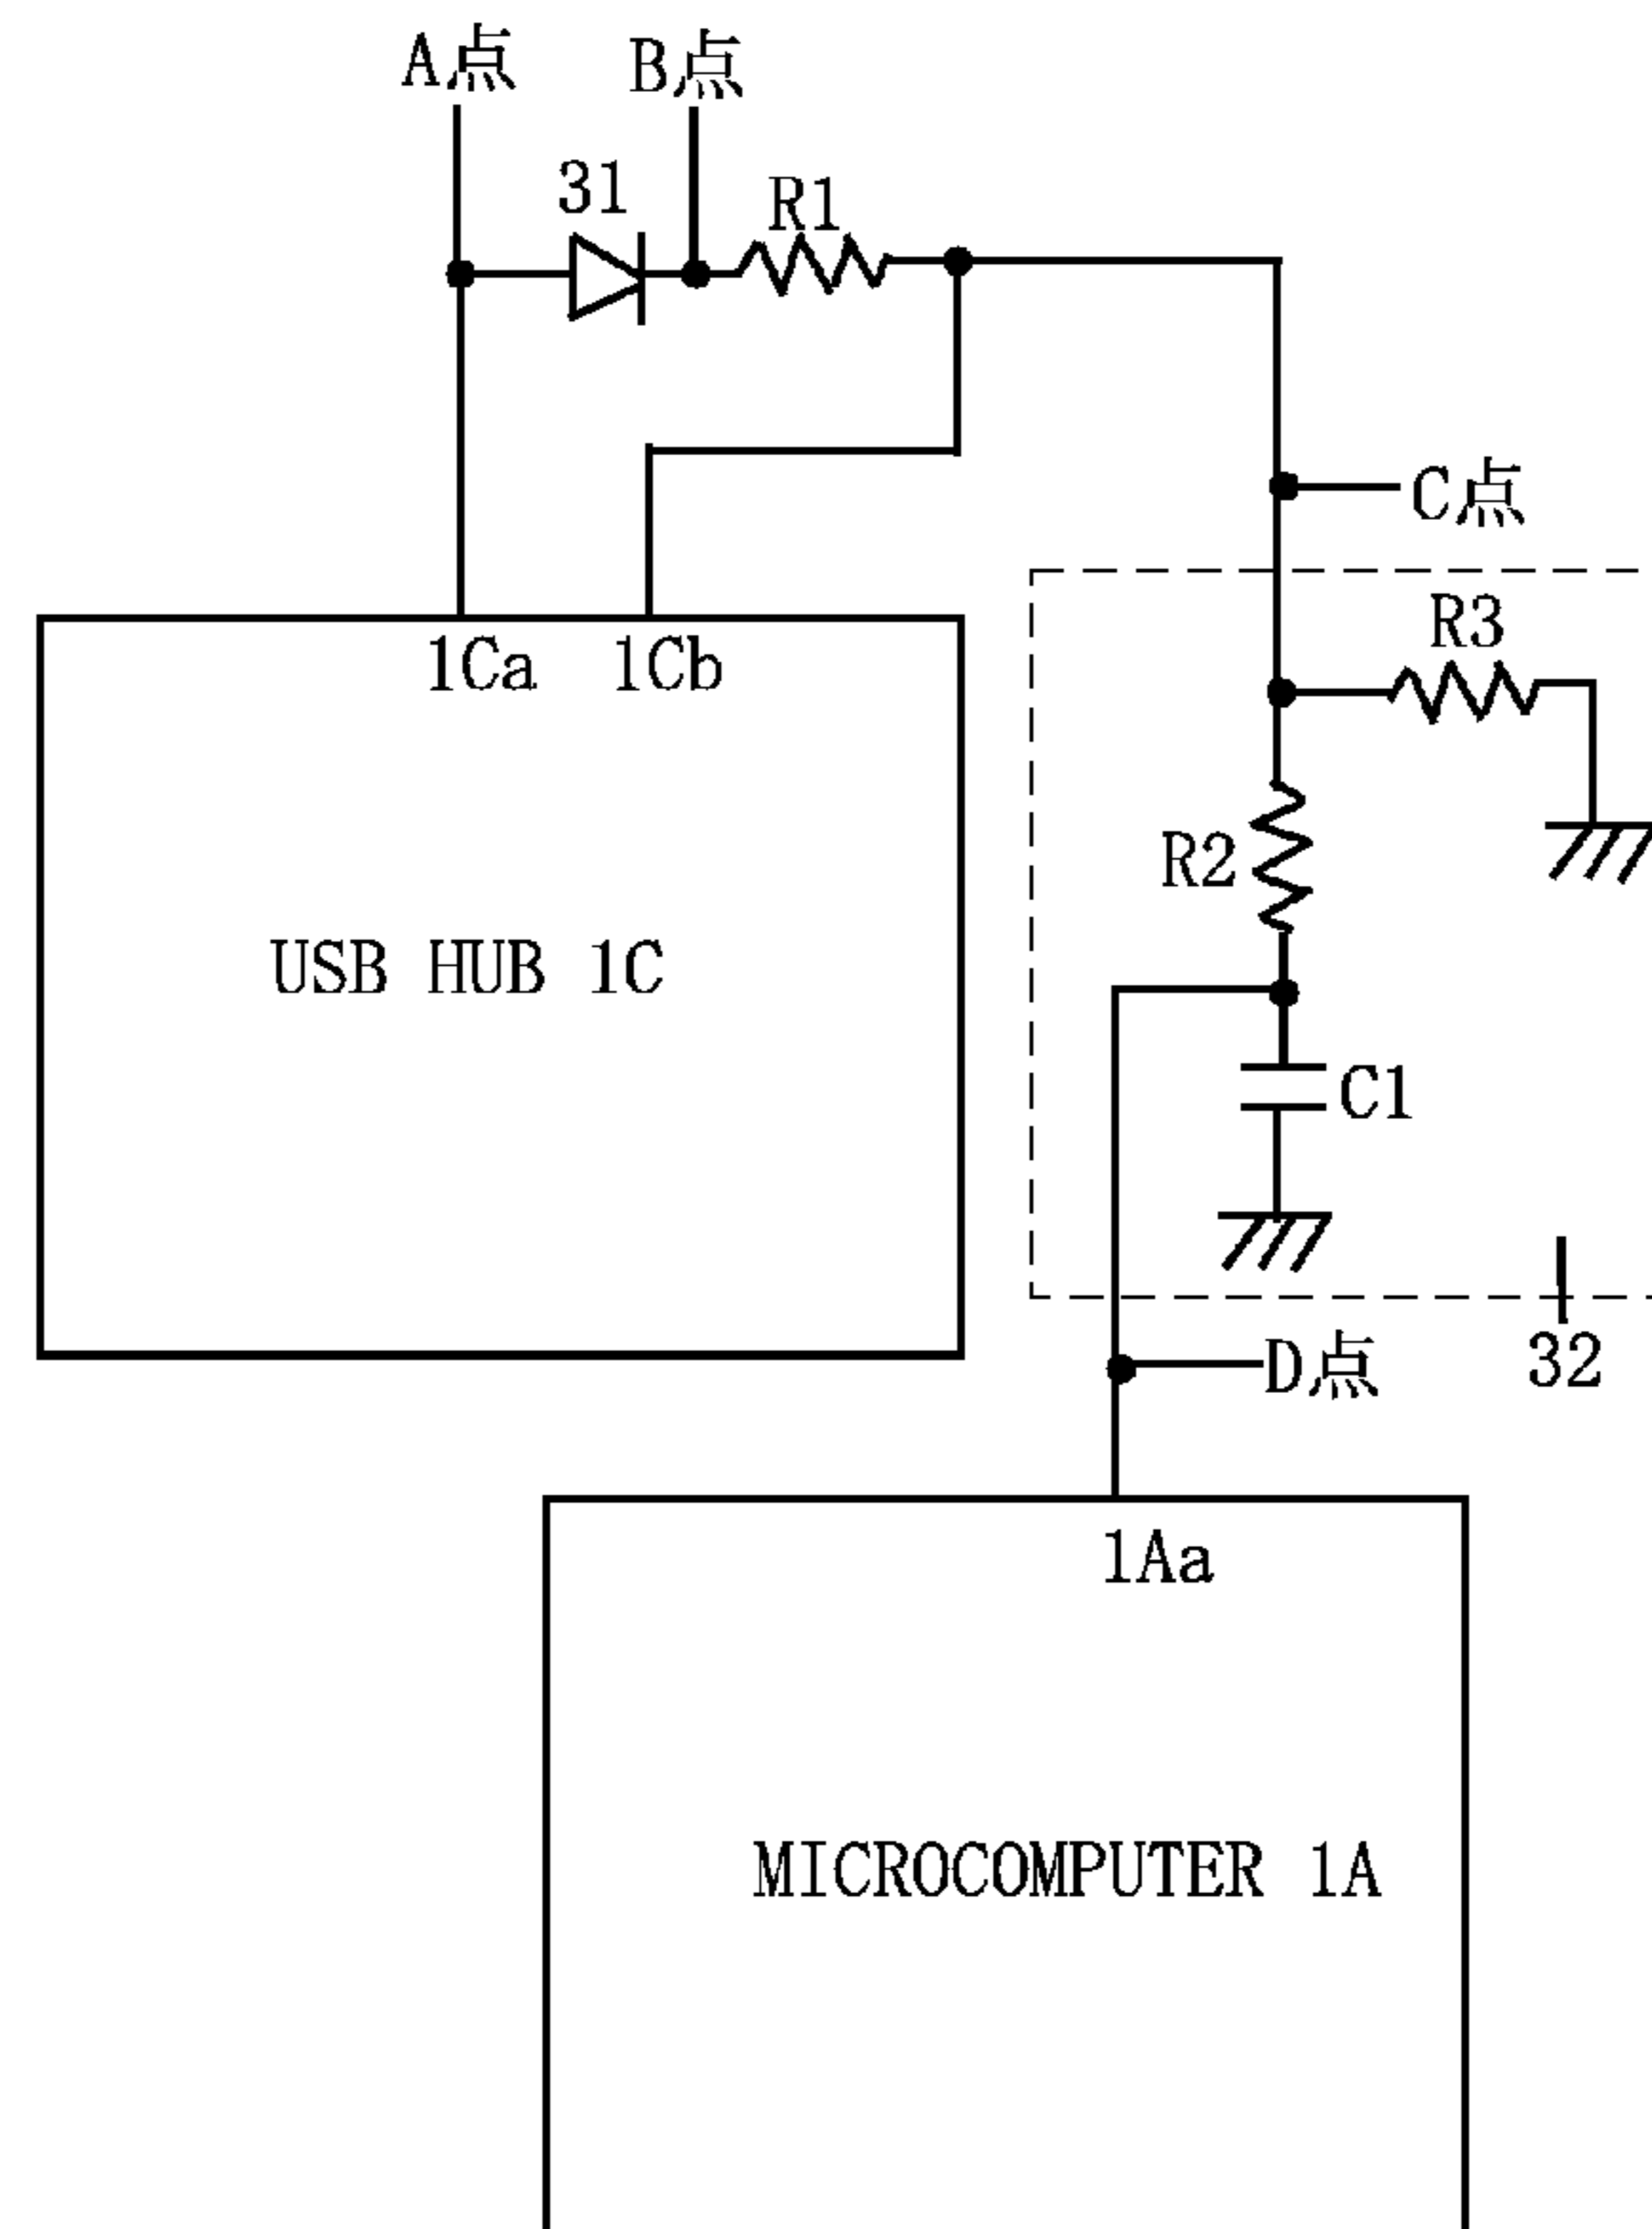 A点
B点
31
R1
C点
R3
1Ca
1Cb
R2
USB HUB 1C
C1
D点
32
1Aa
MICROCOMPUTER 1A